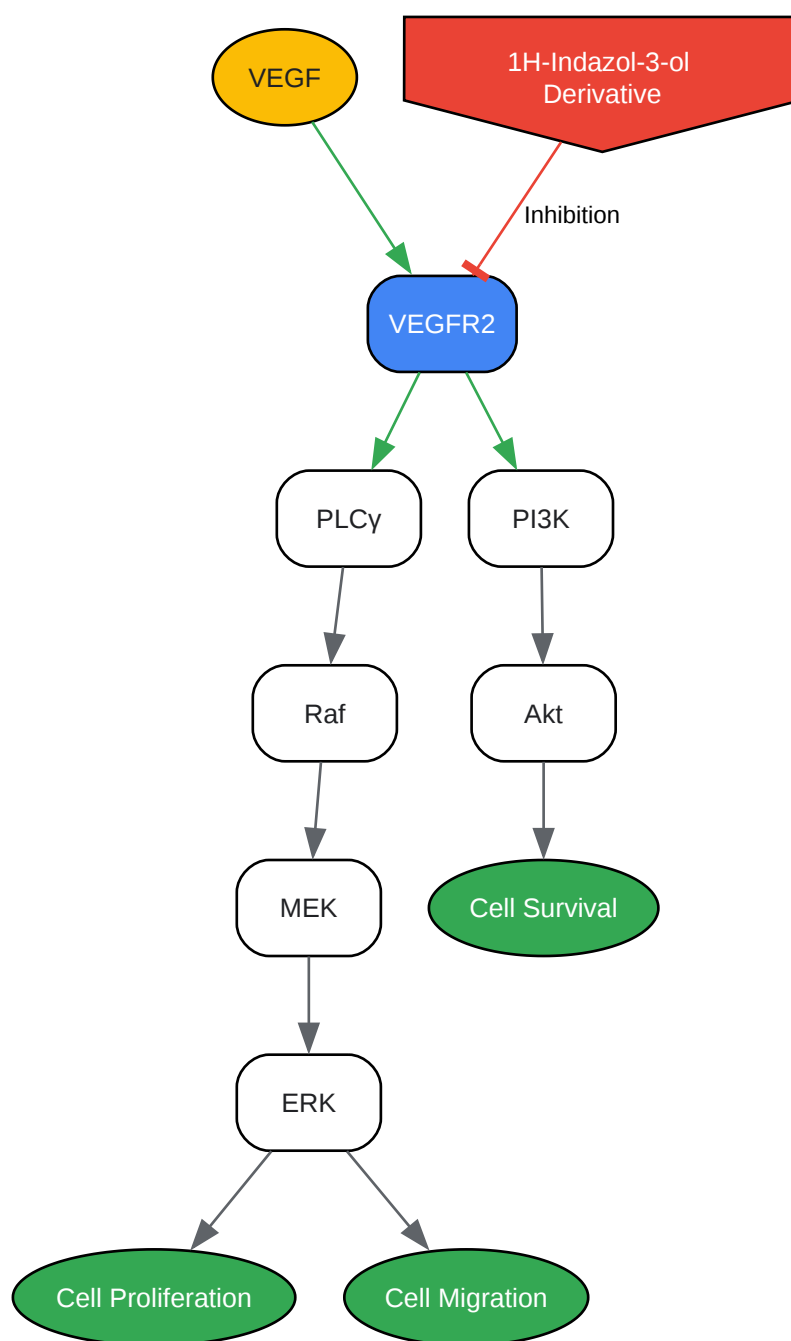 VEGF
1H-Indazol-3-ol
Derivative
Inhibition
VEGFR2
PLCγ
PI3K
Raf
Akt
MEK
Cell Survival
ERK
Cell Proliferation
Cell Migration